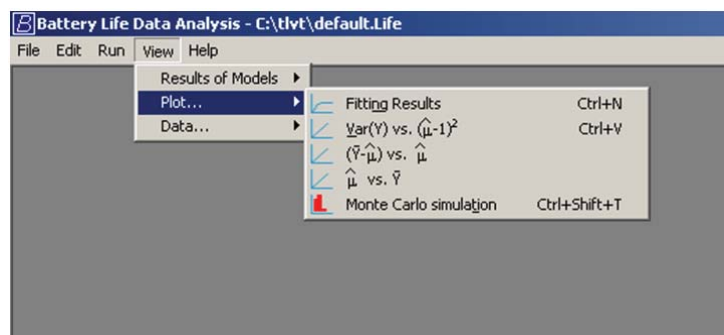 Battery Life Data Analysis - C:\tlvt\default.Life
File Edit Run View Help
Results of Models
Plot...
Data...
Fitting Results Ctrl+N
Var(Y) vs. (μ̂-1)² Ctrl+V
(Ȳ-μ̂) vs. μ̂
μ̂ vs. Ȳ
Monte Carlo simulation Ctrl+Shift+T